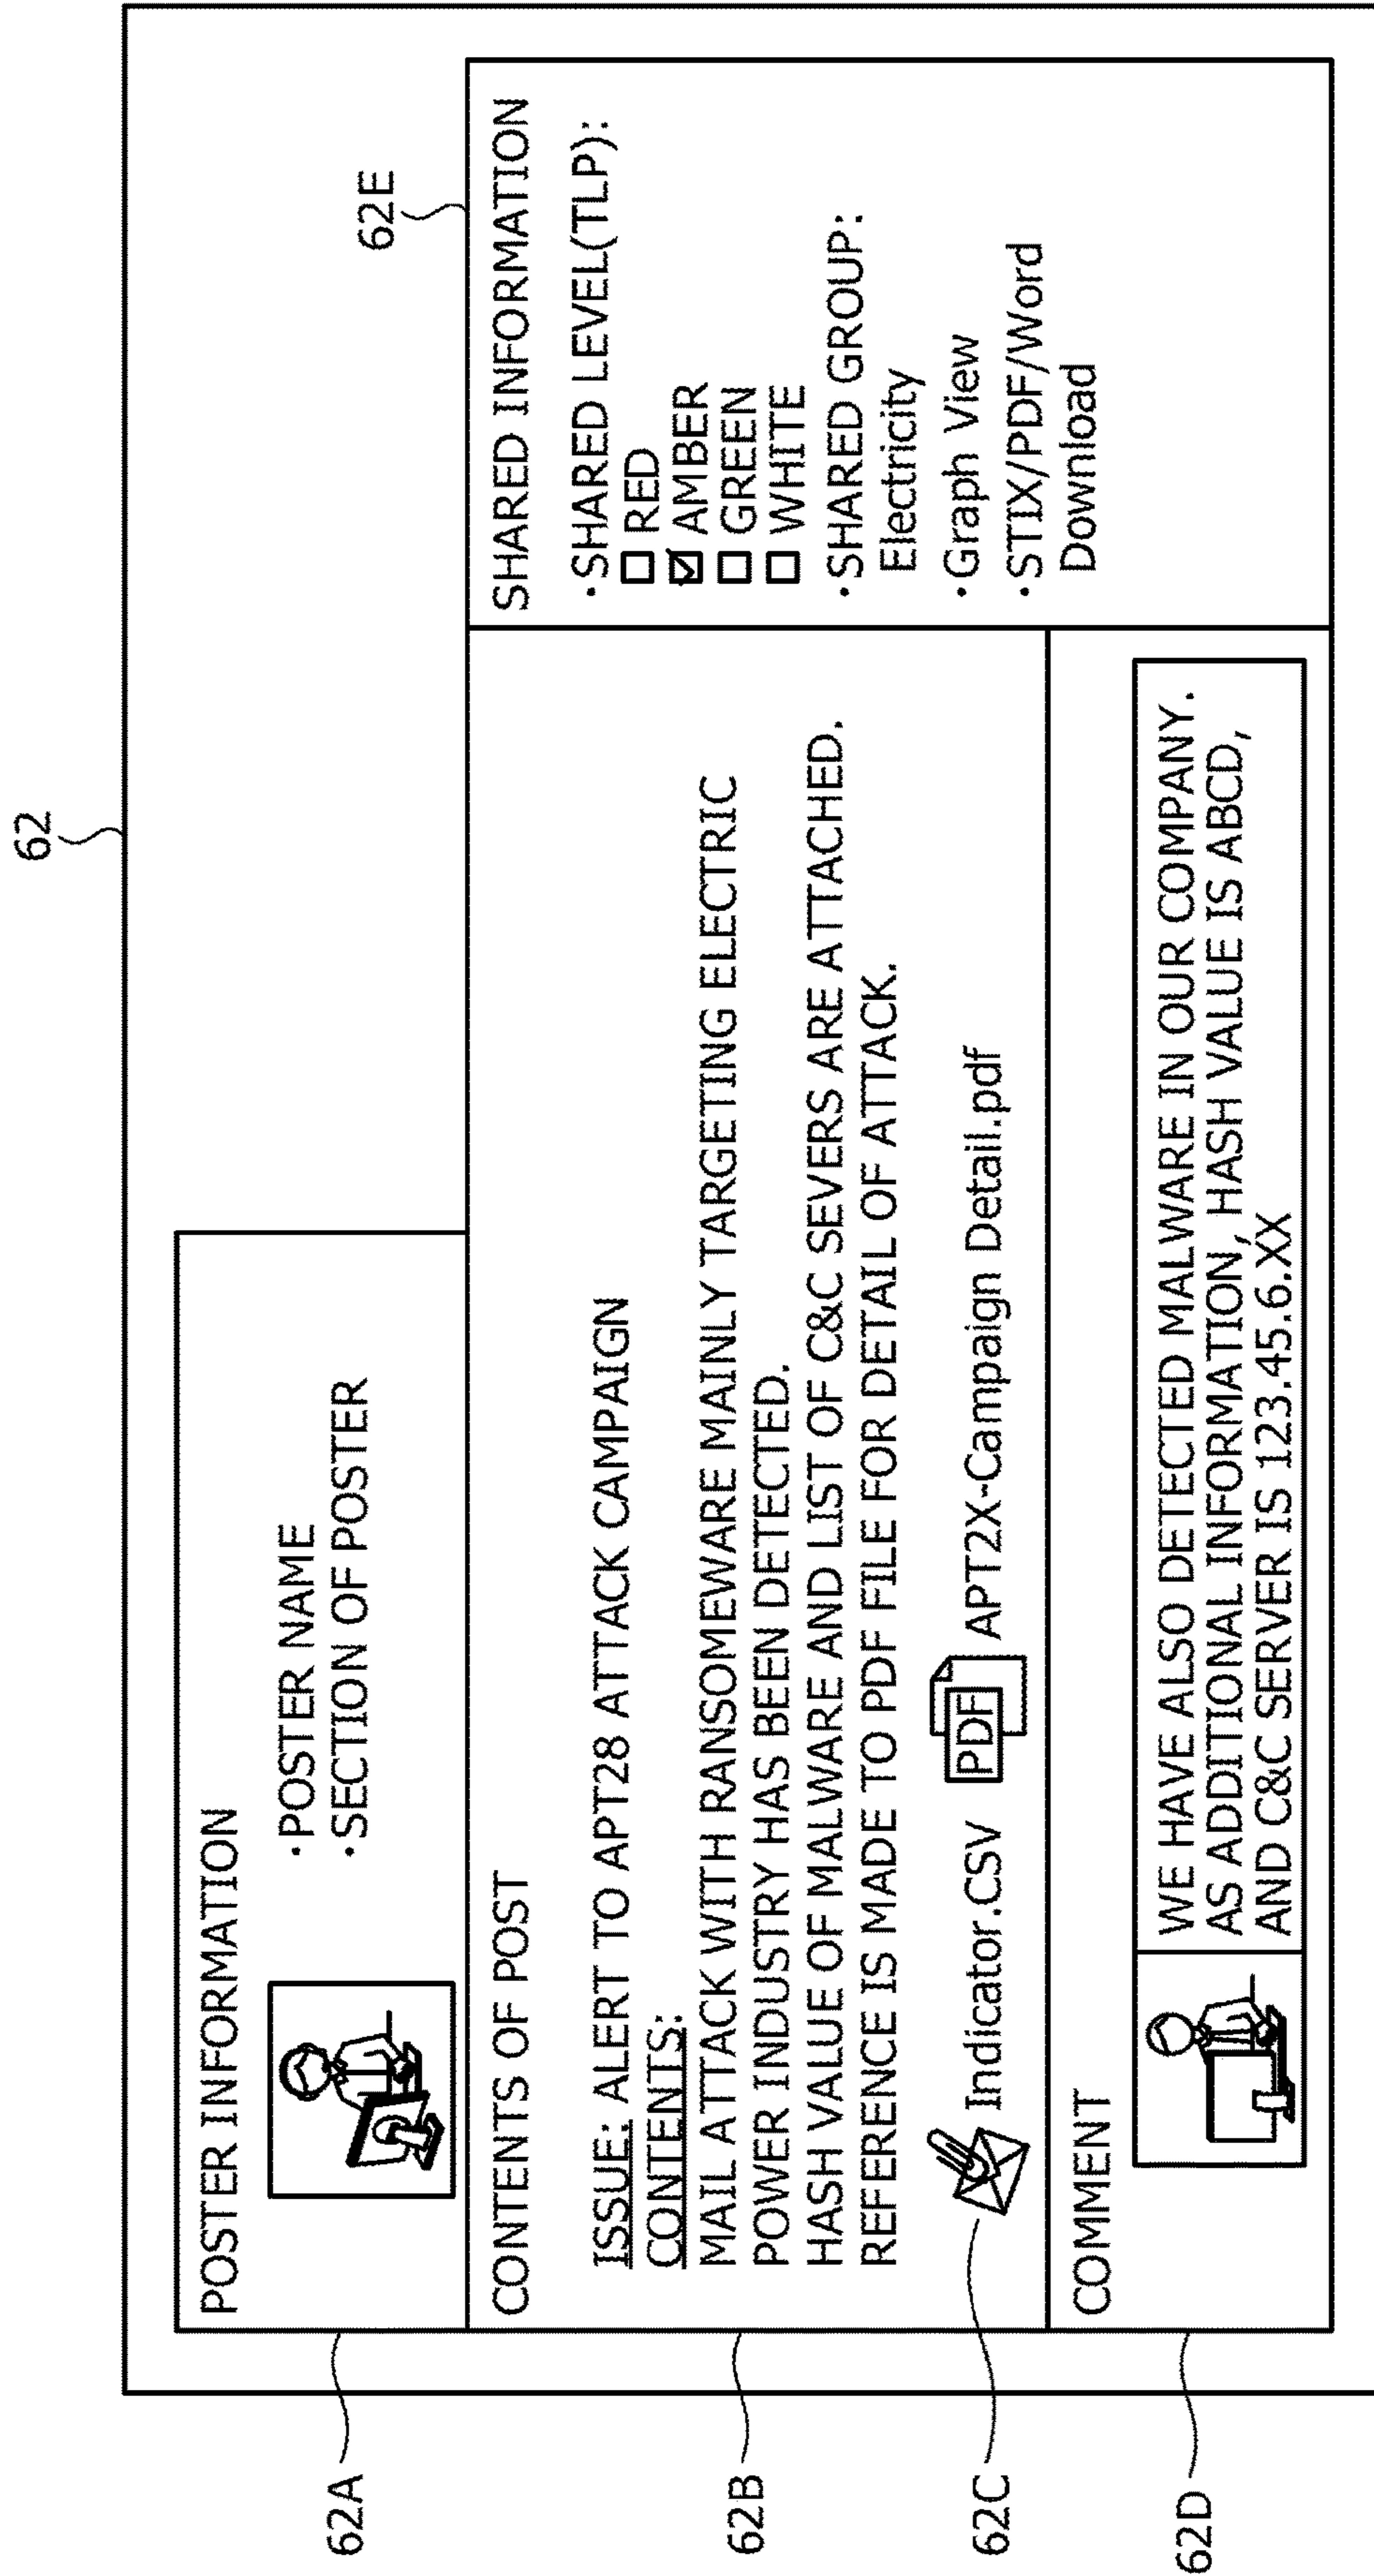 62
62A
POSTER INFORMATION
·POSTER NAME
·SECTION OF POSTER
62B
CONTENTS OF POST
ISSUE: ALERT TO APT28 ATTACK CAMPAIGN
CONTENTS:
MAIL ATTACK WITH RANSOMEWARE MAINLY TARGETING ELECTRIC
POWER INDUSTRY HAS BEEN DETECTED.
HASH VALUE OF MALWARE AND LIST OF C&C SEVERS ARE ATTACHED.
REFERENCE IS MADE TO PDF FILE FOR DETAIL OF ATTACK.
62C
Indicator.CSV
PDF
APT2X-Campaign Detail.pdf
62D
COMMENT
WE HAVE ALSO DETECTED MALWARE IN OUR COMPANY.
AS ADDITIONAL INFORMATION, HASH VALUE IS ABCD,
AND C&C SERVER IS 123.45.6.XX
62E
SHARED INFORMATION
·SHARED LEVEL(TLP):
☐ RED
☑ AMBER
☐ GREEN
☐ WHITE
·SHARED GROUP:
Electricity
·Graph View
·STIX/PDF/Word
Download